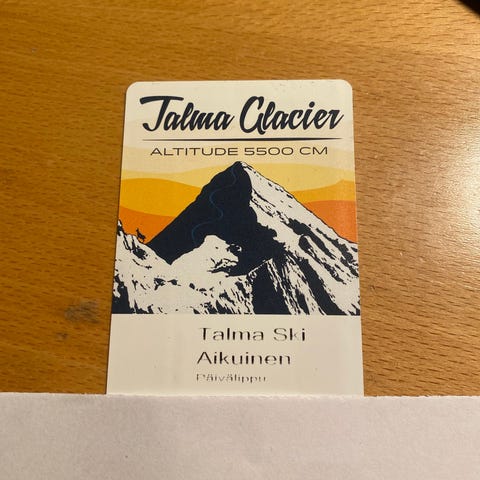 Talma Glacier
ALTITUDE 5500 CM
Talma Ski
Aikuinen
Päivälippu